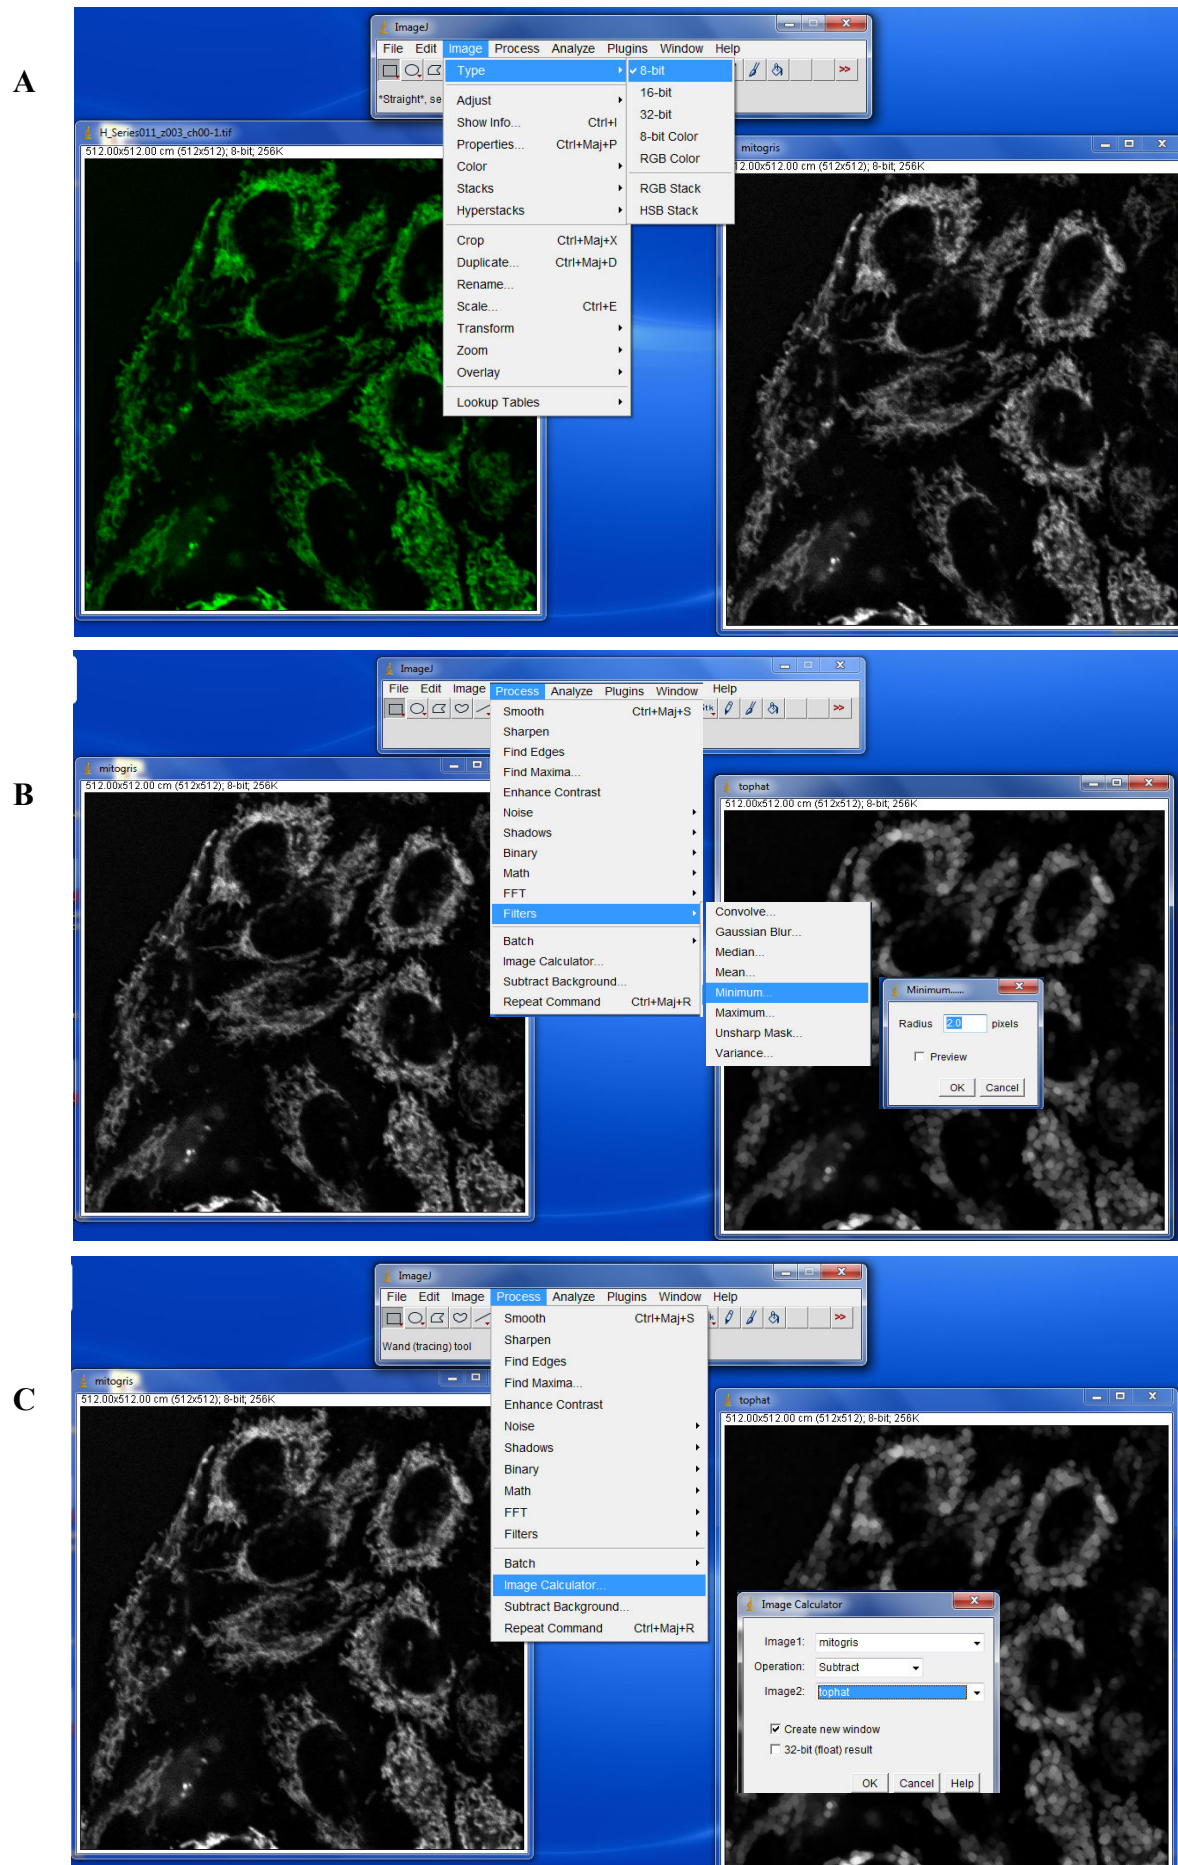 A
ImageJ
File Edit Image Process Analyze Plugins Window Help
Type
8-bit
*Straight*, se
16-bit
Adjust
32-bit
Show Info... Ctrl+I
8-bit Color
Properties... Ctrl+Maj+P
RGB Color
Color
Stacks
RGB Stack
Hyperstacks
HSB Stack
Crop Ctrl+Maj+X
Duplicate... Ctrl+Maj+D
Rename...
Scale... Ctrl+E
Transform
Zoom
Overlay
Lookup Tables
H_Series011_z003_ch00-1.tif
512.00x512.00 cm (512x512); 8-bit; 256K
mitogris
2.00x512.00 cm (512x512); 8-bit; 256K
B
ImageJ
File Edit Image Process Analyze Plugins Window Help
Stk
Smooth Ctrl+Maj+S
Sharpen
Find Edges
Find Maxima...
Enhance Contrast
Noise
Shadows
Binary
Math
FFT
Filters
Batch
Image Calculator...
Subtract Background...
Repeat Command Ctrl+Maj+R
Convolve...
Gaussian Blur...
Median...
Mean...
Minimum...
Maximum...
Unsharp Mask...
Variance...
mitogris
512.00x512.00 cm (512x512); 8-bit; 256K
tophat
512.00x512.00 cm (512x512); 8-bit; 256K
Minimum......
Radius 2.0 pixels
Preview
OK Cancel
C
ImageJ
File Edit Image Process Analyze Plugins Window Help
Wand (tracing) tool
Smooth Ctrl+Maj+S
Sharpen
Find Edges
Find Maxima...
Enhance Contrast
Noise
Shadows
Binary
Math
FFT
Filters
Batch
Image Calculator...
Subtract Background...
Repeat Command Ctrl+Maj+R
mitogris
512.00x512.00 cm (512x512); 8-bit; 256K
tophat
512.00x512.00 cm (512x512); 8-bit; 256K
Image Calculator
Image1: mitogris
Operation: Subtract
Image2: tophat
Create new window
32-bit (float) result
OK Cancel Help